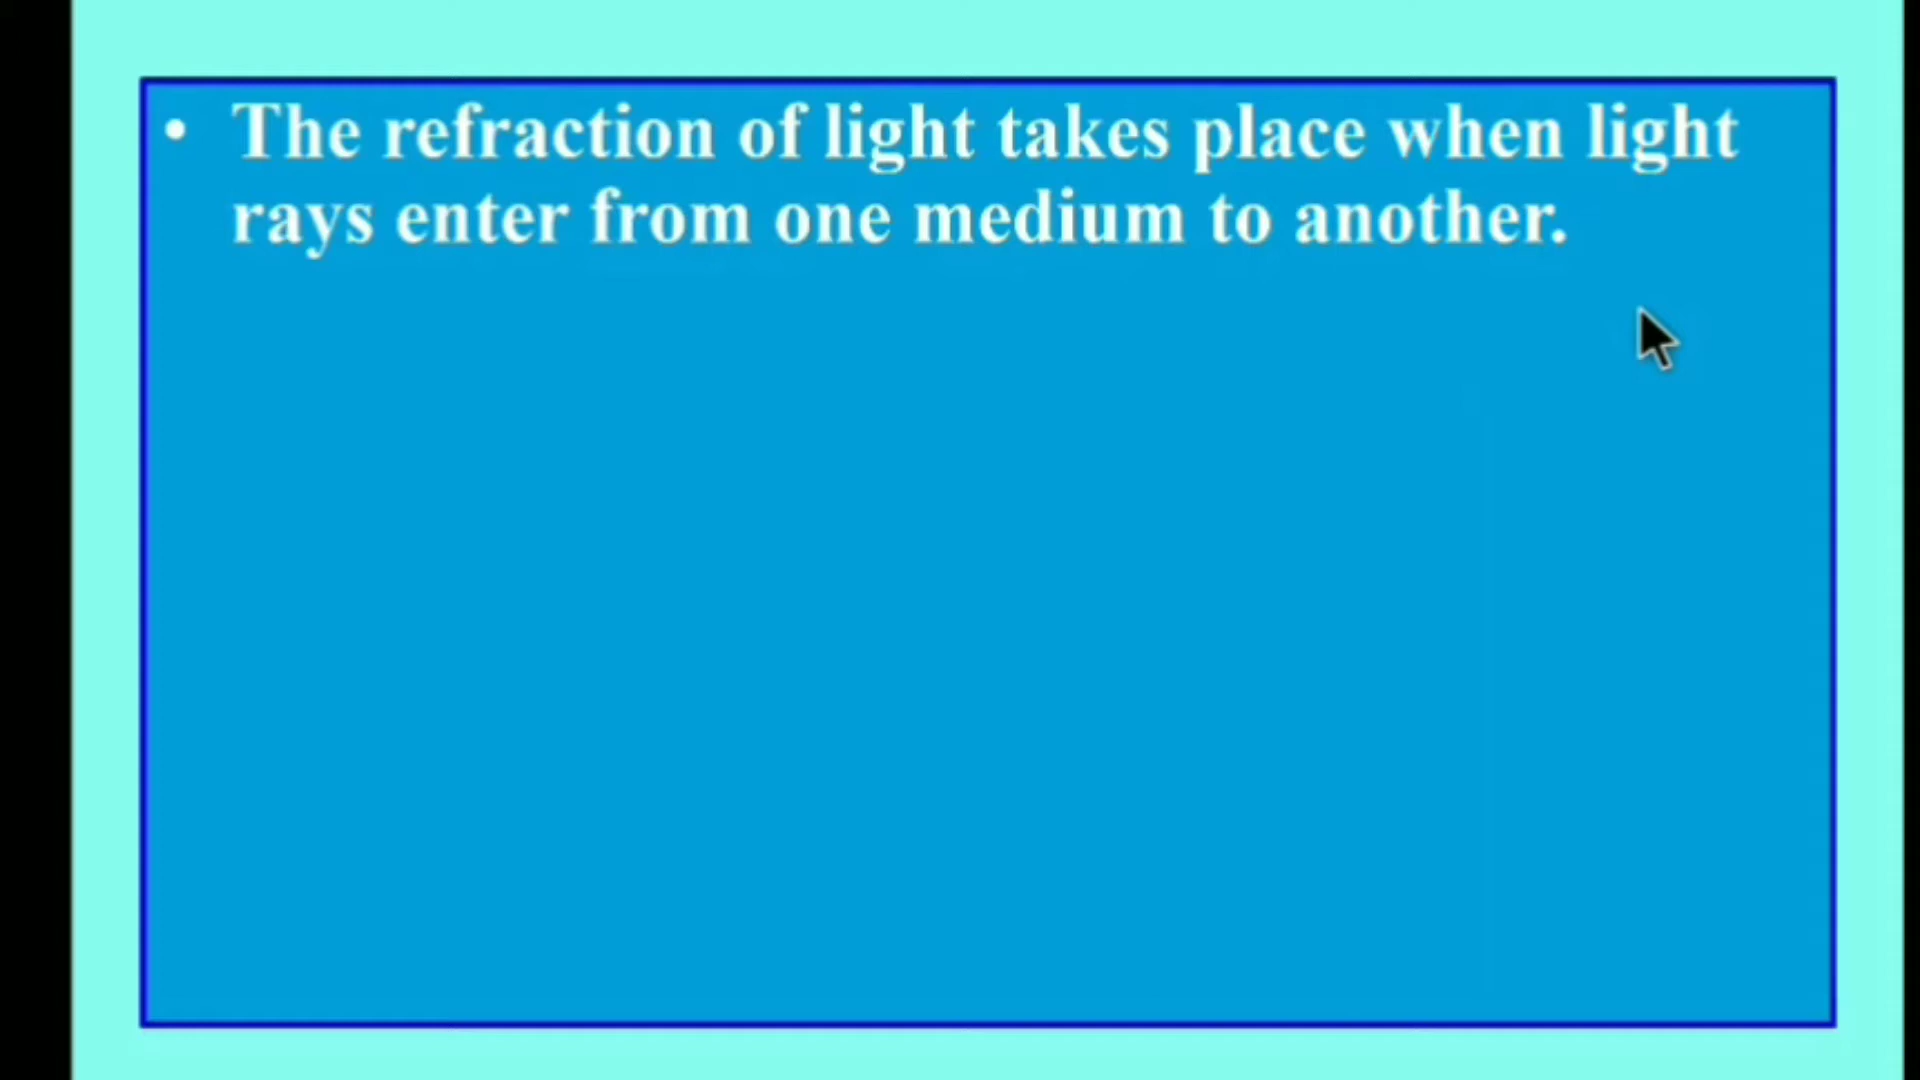 • The refraction of light takes place when light
rays enter from one medium to another.